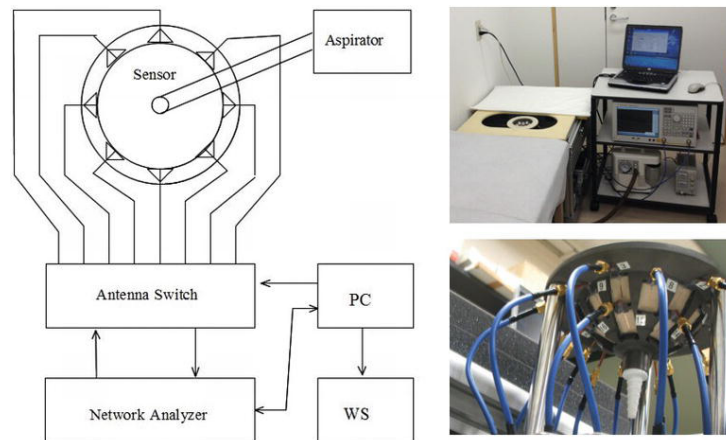 Aspirator
Sensor
Antenna Switch
PC
Network Analyzer
WS